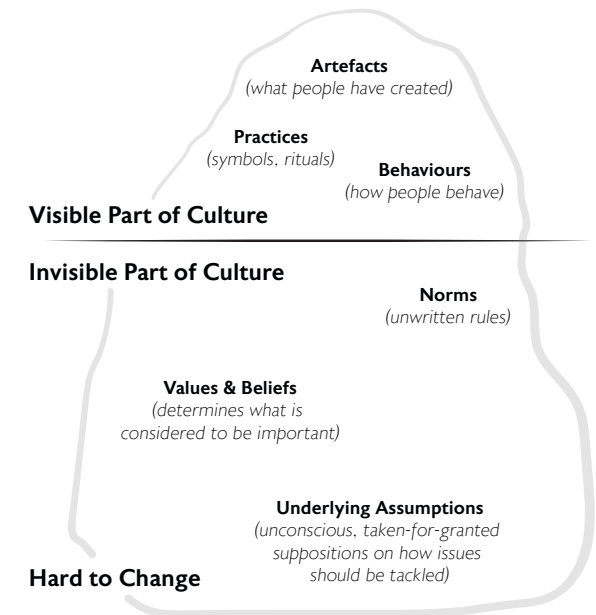 Artefacts
(what people have created)
Practices
(symbols, rituals)
Behaviours
(how people behave)
Visible Part of Culture
Invisible Part of Culture
Norms
(unwritten rules)
Values & Beliefs
(determines what is
considered to be important)
Underlying Assumptions
(unconscious, taken-for-granted
suppositions on how issues
should be tackled)
Hard to Change